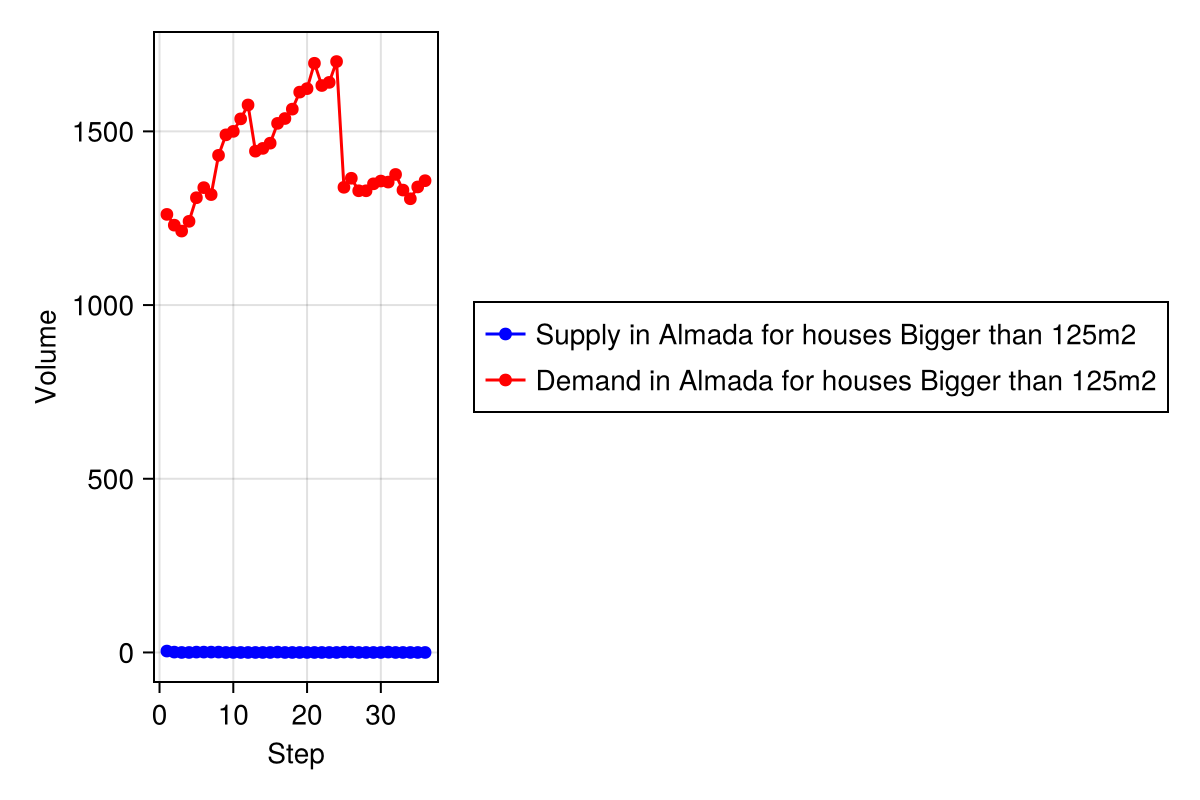 1500
1000
500
0
Volume
0 10 20 30
Step
Supply in Almada for houses Bigger than 125m2
Demand in Almada for houses Bigger than 125m2